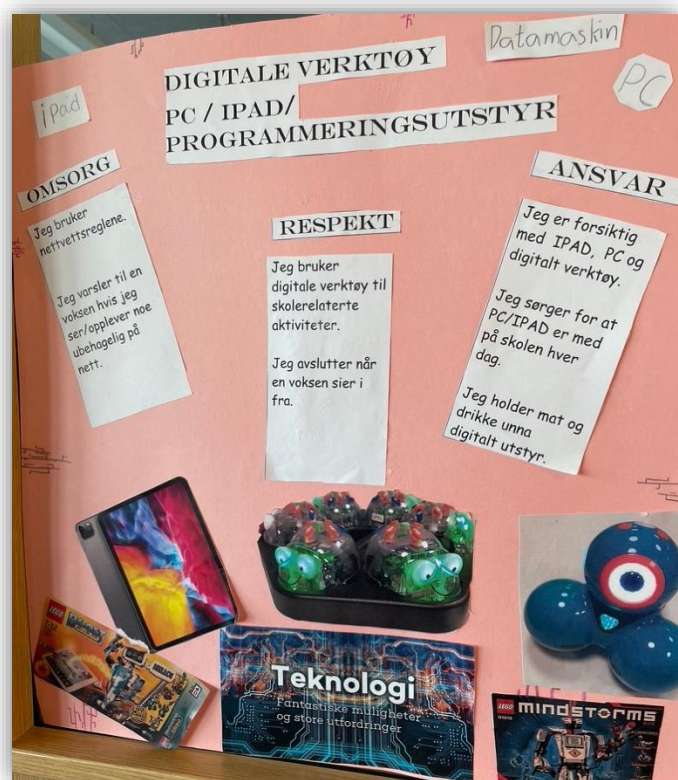 iPad
Datamaskin
PC
DIGITALE VERKTØY
PC / IPAD/
PROGRAMMERINGSUTSTYR
OMSORG
Jeg bruker
nettvettsreglene.
Jeg varsler til en
voksen hvis jeg
ser/opplever noe
ubehagelig på
nett.
RESPEKT
Jeg bruker
digitale verktøy til
skolerelaterte
aktiviteter.
Jeg avslutter når
en voksen sier i
fra.
ANSVAR
Jeg er forsiktig
med IPAD, PC og
digitalt verktøy.
Jeg sørger for at
PC/IPAD er med
på skolen hver
dag.
Jeg holder mat og
drikke unna
digitalt utstyr.
LEGO
Teknologi
Fantastiske muligheter
og store utfordringer
LEGO
MINDSTORMS